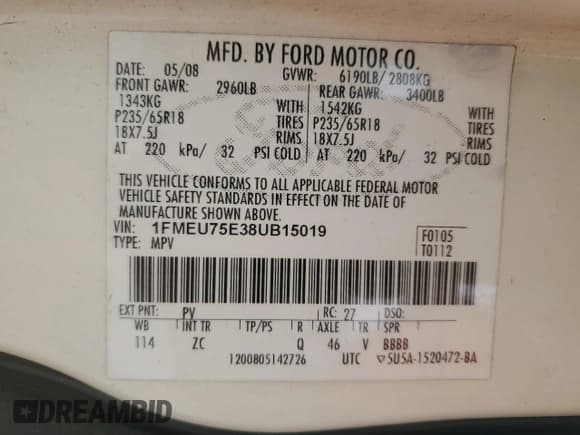 MFD. BY FORD MOTOR CO.
DATE: 05/08 GVWR: 6190LB/ 2808KG
FRONT GAWR: 2960LB REAR GAWR: 3400LB
1343KG WITH 1542KG WITH
P235/65R18 TIRES P235/65R18 TIRES
18X7.5J RIMS 18X7.5J RIMS
AT 220 kPa/ 32 PSI COLD AT 220 kPa/ 32 PSI COLD
THIS VEHICLE CONFORMS TO ALL APPLICABLE FEDERAL MOTOR
VEHICLE SAFETY STANDARDS IN EFFECT ON THE DATE OF
MANUFACTURE SHOWN ABOVE.
VIN: 1FMEU75E38UB15019 F0105
TYPE: MPV T0112
EXT PNT: PV RC: 27 DSO:
WB INT TR TP/PS R AXLE TR SPR
114 ZC Q 46 V BBBB
1200805142726 UTC ▽5U5A-1520472-BA
Ford
DREAMBID